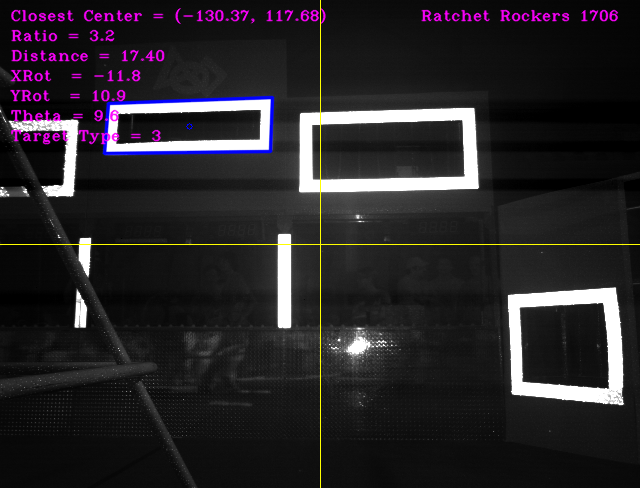 Closest Center = (-130.37, 117.68)
Ratchet Rockers 1706
Ratio = 3.2
Distance = 17.40
XRot = -11.8
YRot = 10.9
Theta = 9.6
Target Type = 3